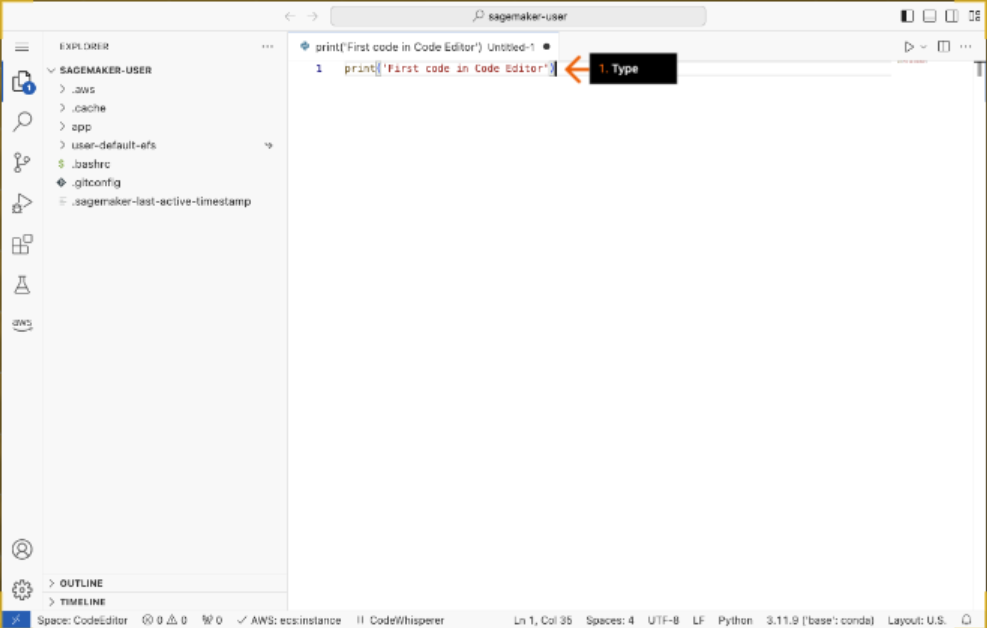 sagemaker-user
EXPLORER
print('First code in Code Editor') Untitled-1
SAGEMAKER-USER
1 print('First code in Code Editor')
1. Type
.aws
.cache
app
user-default-efs
$ .bashrc
.gitconfig
.sagemaker-last-active-timestamp
1
aws
OUTLINE
TIMELINE
Space: CodeEditor 0 0 0 AWS: ecs:instance CodeWhisperer Ln 1, Col 35 Spaces: 4 UTF-8 LF Python 3.11.9 ('base': conda) Layout: U.S.